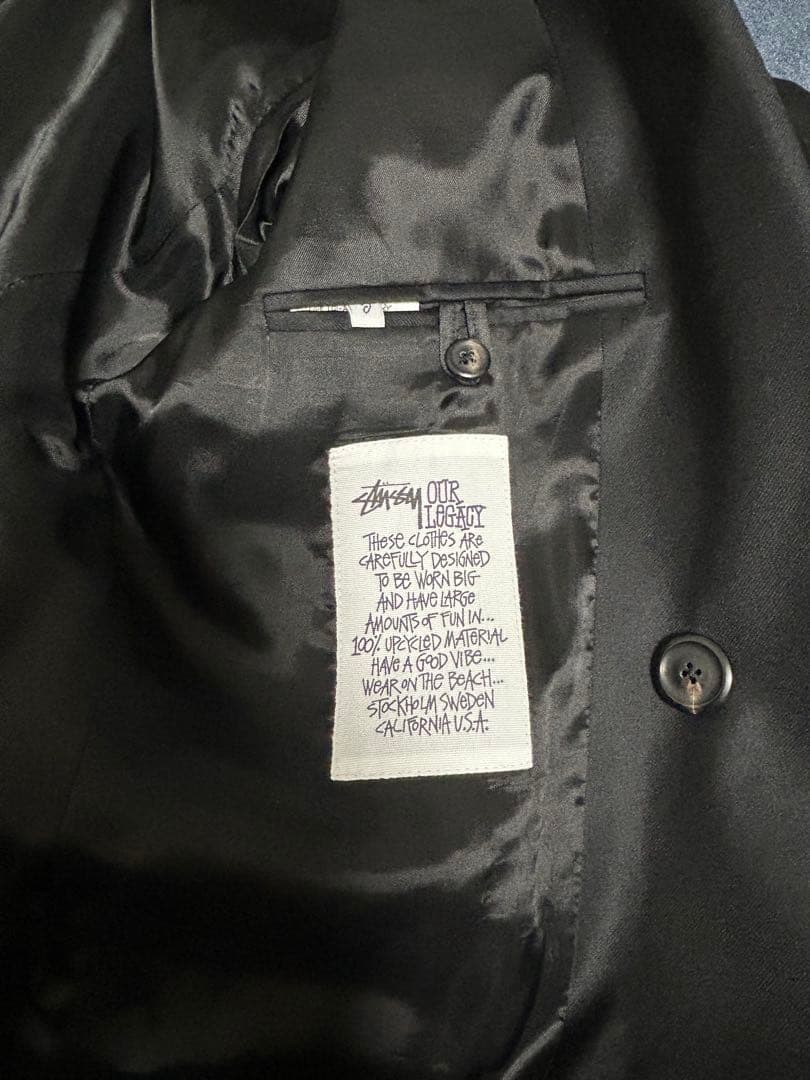 STÜSSY OUR
LEGACY
THESE CLOTHES ARE
CAREFULLY DESIGNED
TO BE WORN BIG
AND HAVE LARGE
AMOUNTS OF FUN IN...
100% UPCYCLED MATERIAL
HAVE A GOOD VIBE...
WEAR ON THE BEACH...
STOCKHOLM SWEDEN
CALIFORNIA U.S.A.